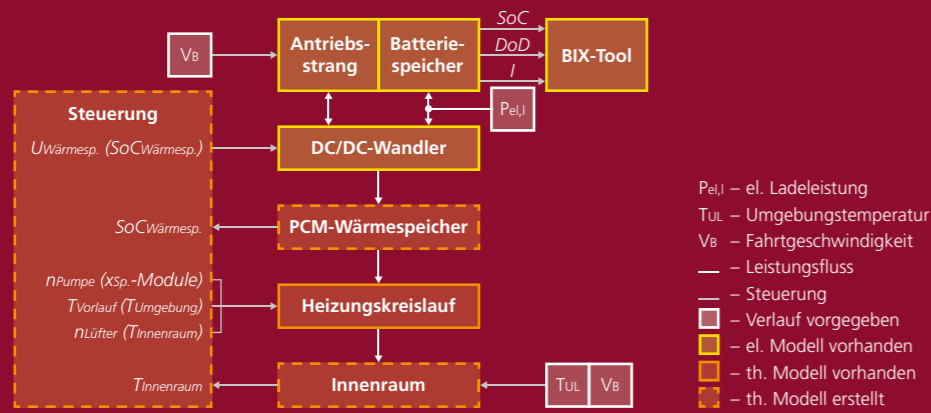 VB
Antriebs-
strang
Batterie-
speicher
SoC
DoD
I
BIX-Tool
Pel,l
Steuerung
UWärmesp. (SoCWärmesp.)
DC/DC-Wandler
SoCWärmesp.
PCM-Wärmespeicher
nPumpe (xSp.-Module)
TVorlauf (TUmgebung)
nLüfter (TInnenraum)
Heizungskreislauf
TInnenraum
Innenraum
TUL
VB
Pel,l – el. Ladeleistung
TUL – Umgebungstemperatur
VB – Fahrtgeschwindigkeit
– Leistungsfluss
– Steuerung
– Verlauf vorgegeben
– el. Modell vorhanden
– th. Modell vorhanden
– th. Modell erstellt